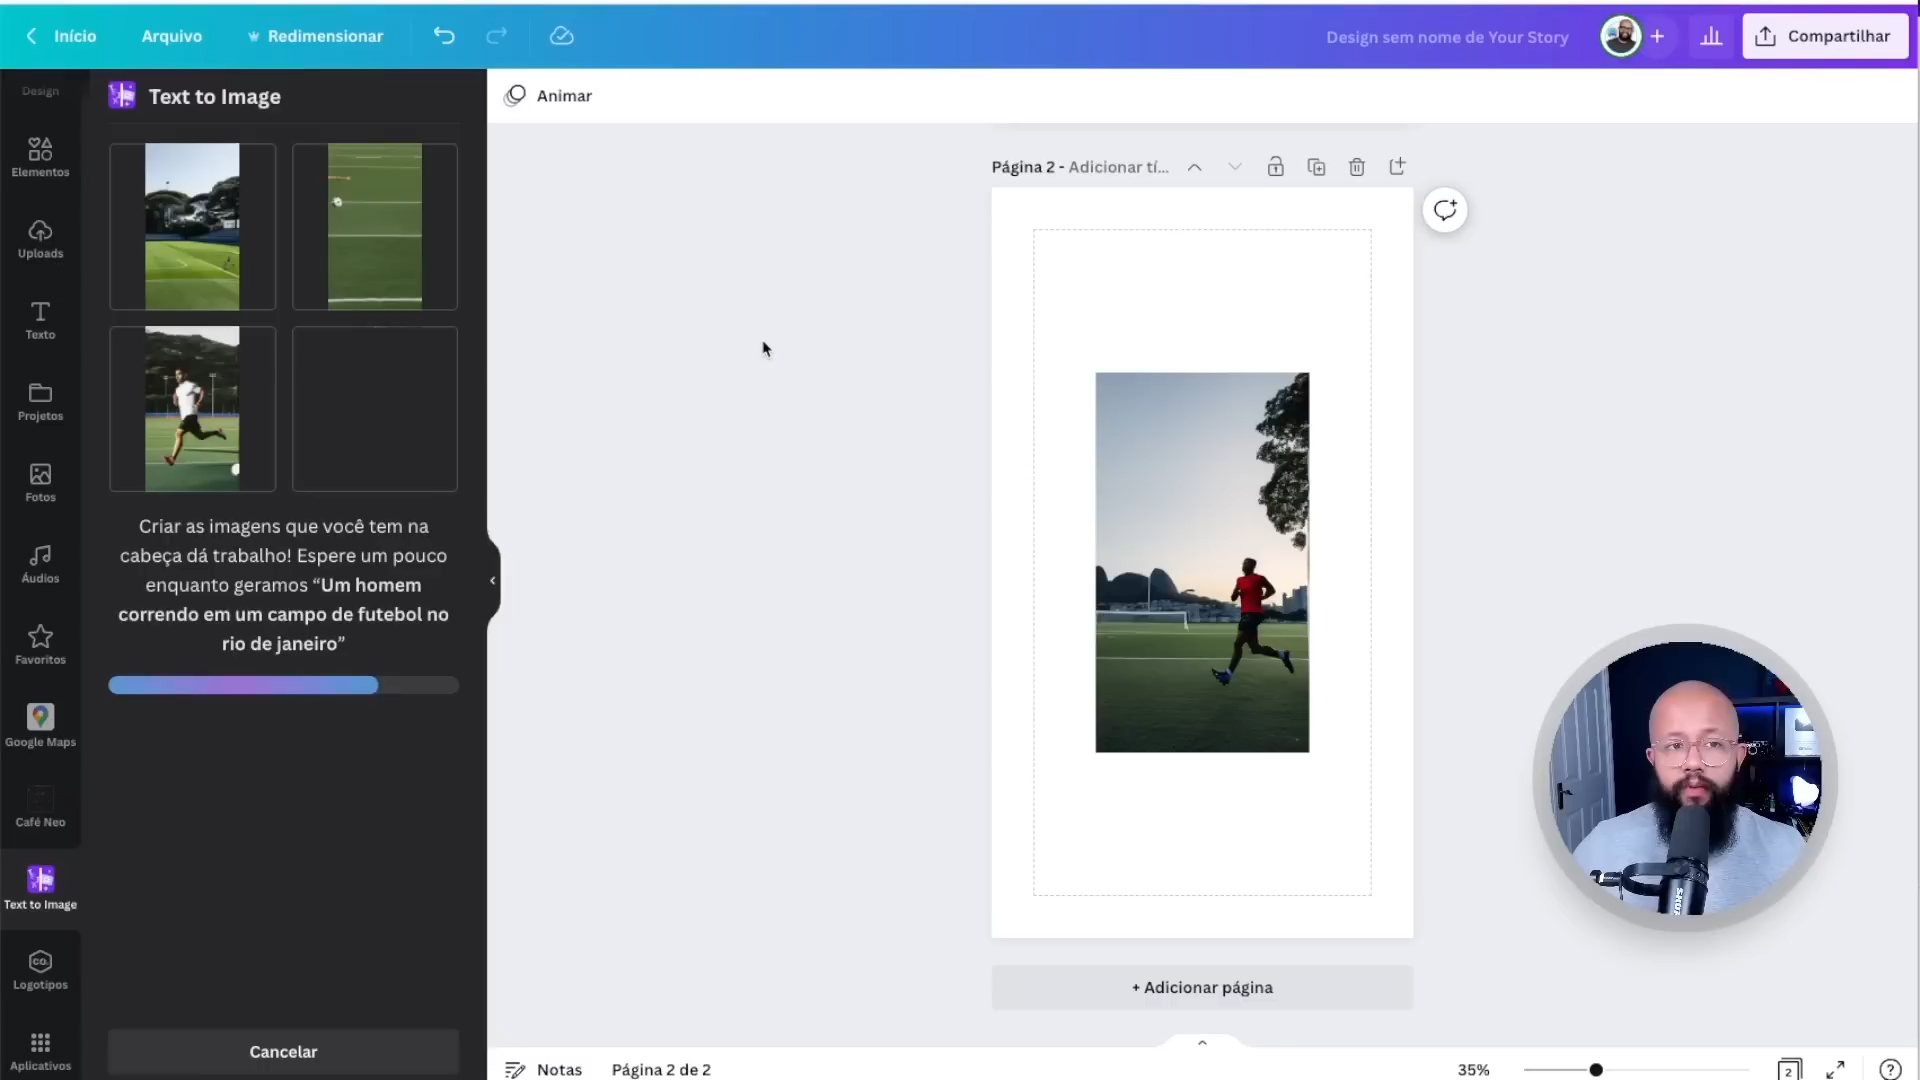 Início
Arquivo
Redimensionar
Design sem nome de Your Story
Compartilhar
Design
Text to Image
Animar
Elementos
Uploads
Texto
Projetos
Fotos
Áudios
Favoritos
Google Maps
Café Neo
Text to Image
Logotipos
Aplicativos
Criar as imagens que você tem na
cabeça dá trabalho! Espere um pouco
enquanto geramos “Um homem
correndo em um campo de futebol no
rio de janeiro”
Cancelar
Página 2 - Adicionar tí...
+ Adicionar página
Notas
Página 2 de 2
35%
2